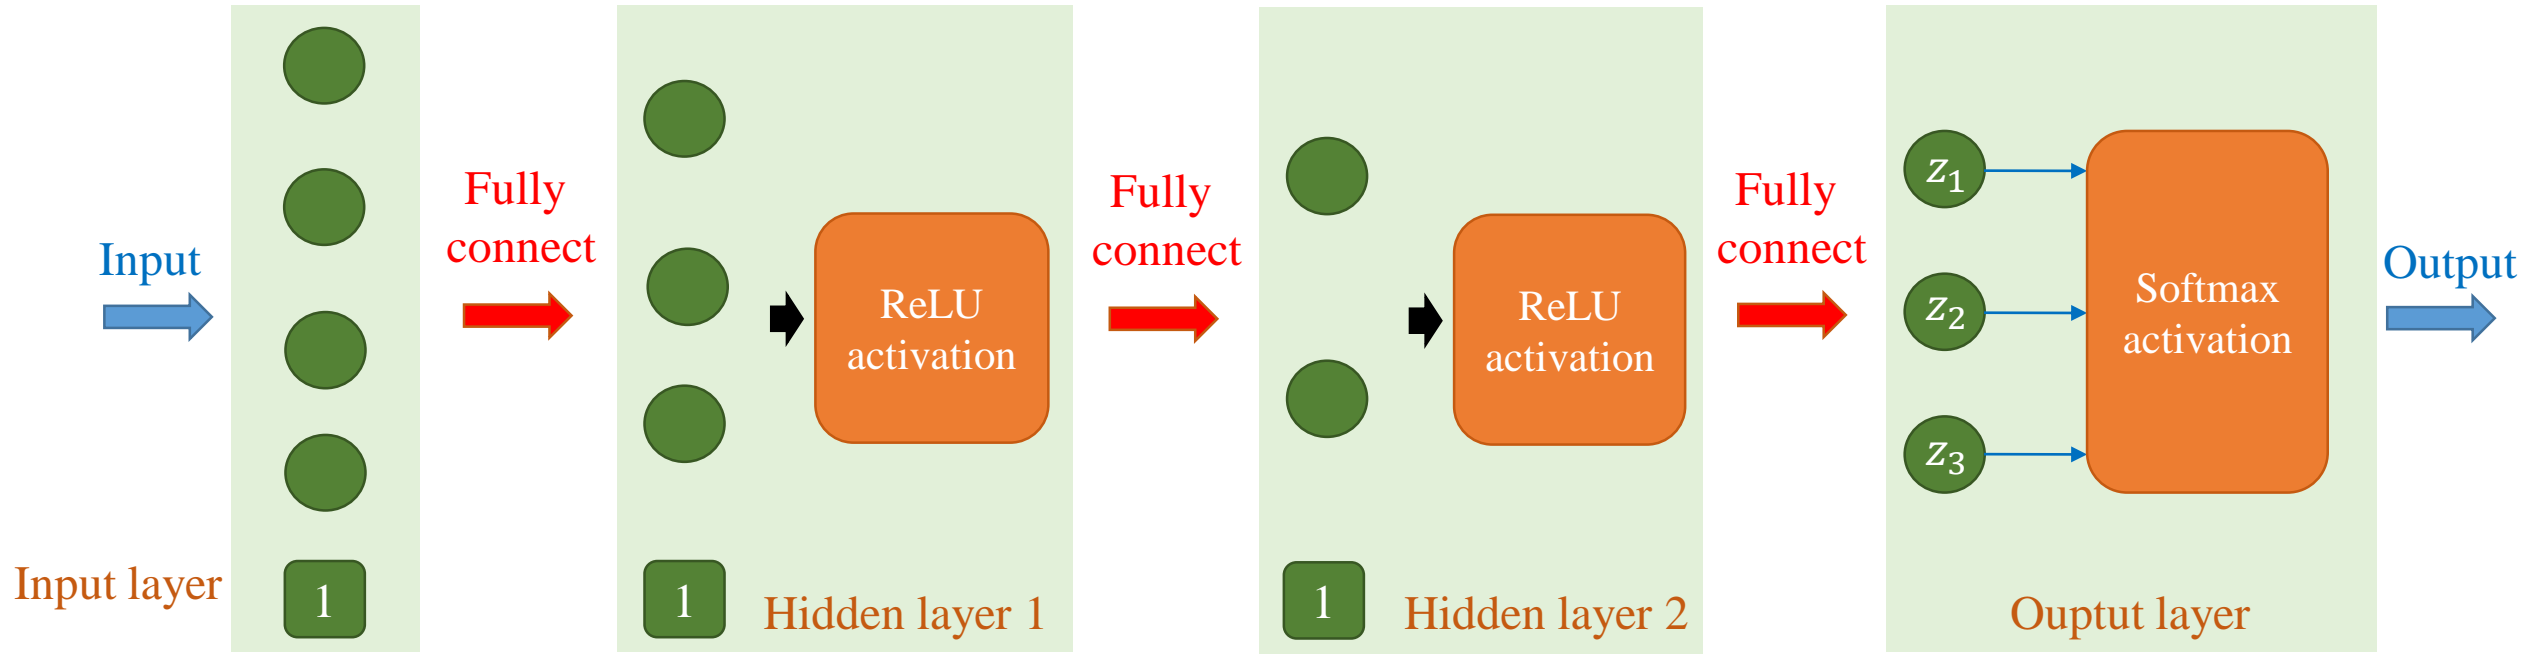 Input
Input layer
1
Fully
connect
ReLU
activation
1
Hidden layer 1
Fully
connect
ReLU
activation
1
Hidden layer 2
Fully
connect
z₁
z₂
z₃
Softmax
activation
Ouptut layer
Output